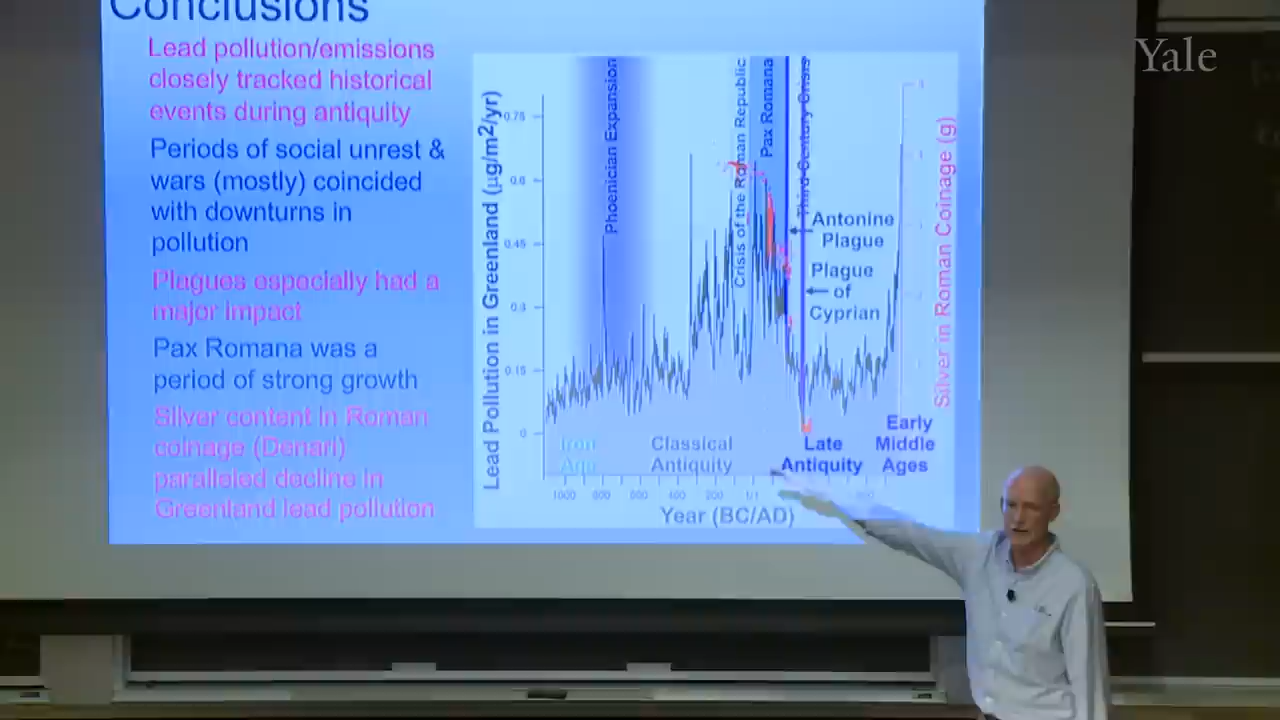 Conclusions
Lead pollution/emissions
closely tracked historical
events during antiquity
Periods of social unrest &
wars (mostly) coincided
with downturns in
pollution
Plagues especially had a
major impact
Pax Romana was a
period of strong growth
Silver content in Roman
coinage (Denari)
paralleled decline in
Greenland lead pollution
Lead Pollution in Greenland (µg/m2/yr)
0.75
0.6
0.45
0.3
0.15
0
Phoenician Expansion
Crisis of the Roman Republic
Pax Romana
Third Century Crisis
Antonine
Plague
Plague
of
Cyprian
Silver in Roman Coinage (g)
Iron
Classical
Antiquity
Late
Antiquity
Early
Middle
Ages
1000 800 600 400 200 1/1
Year (BC/AD)
Yale